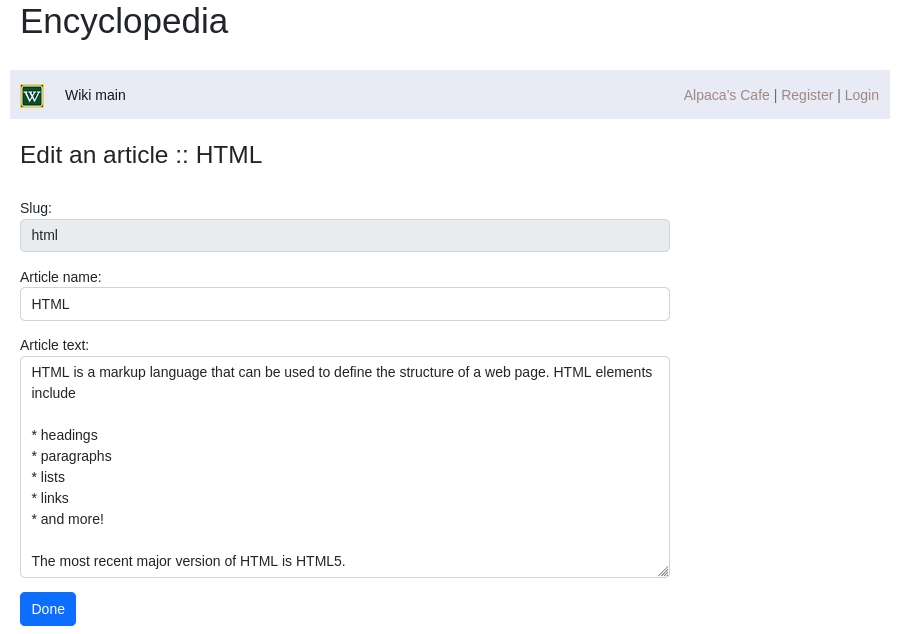 Encyclopedia
W Wiki main Alpaca's Cafe | Register | Login
Edit an article :: HTML
Slug:
html
Article name:
HTML
Article text:
HTML is a markup language that can be used to define the structure of a web page. HTML elements
include
* headings
* paragraphs
* lists
* links
* and more!
The most recent major version of HTML is HTML5.
Done